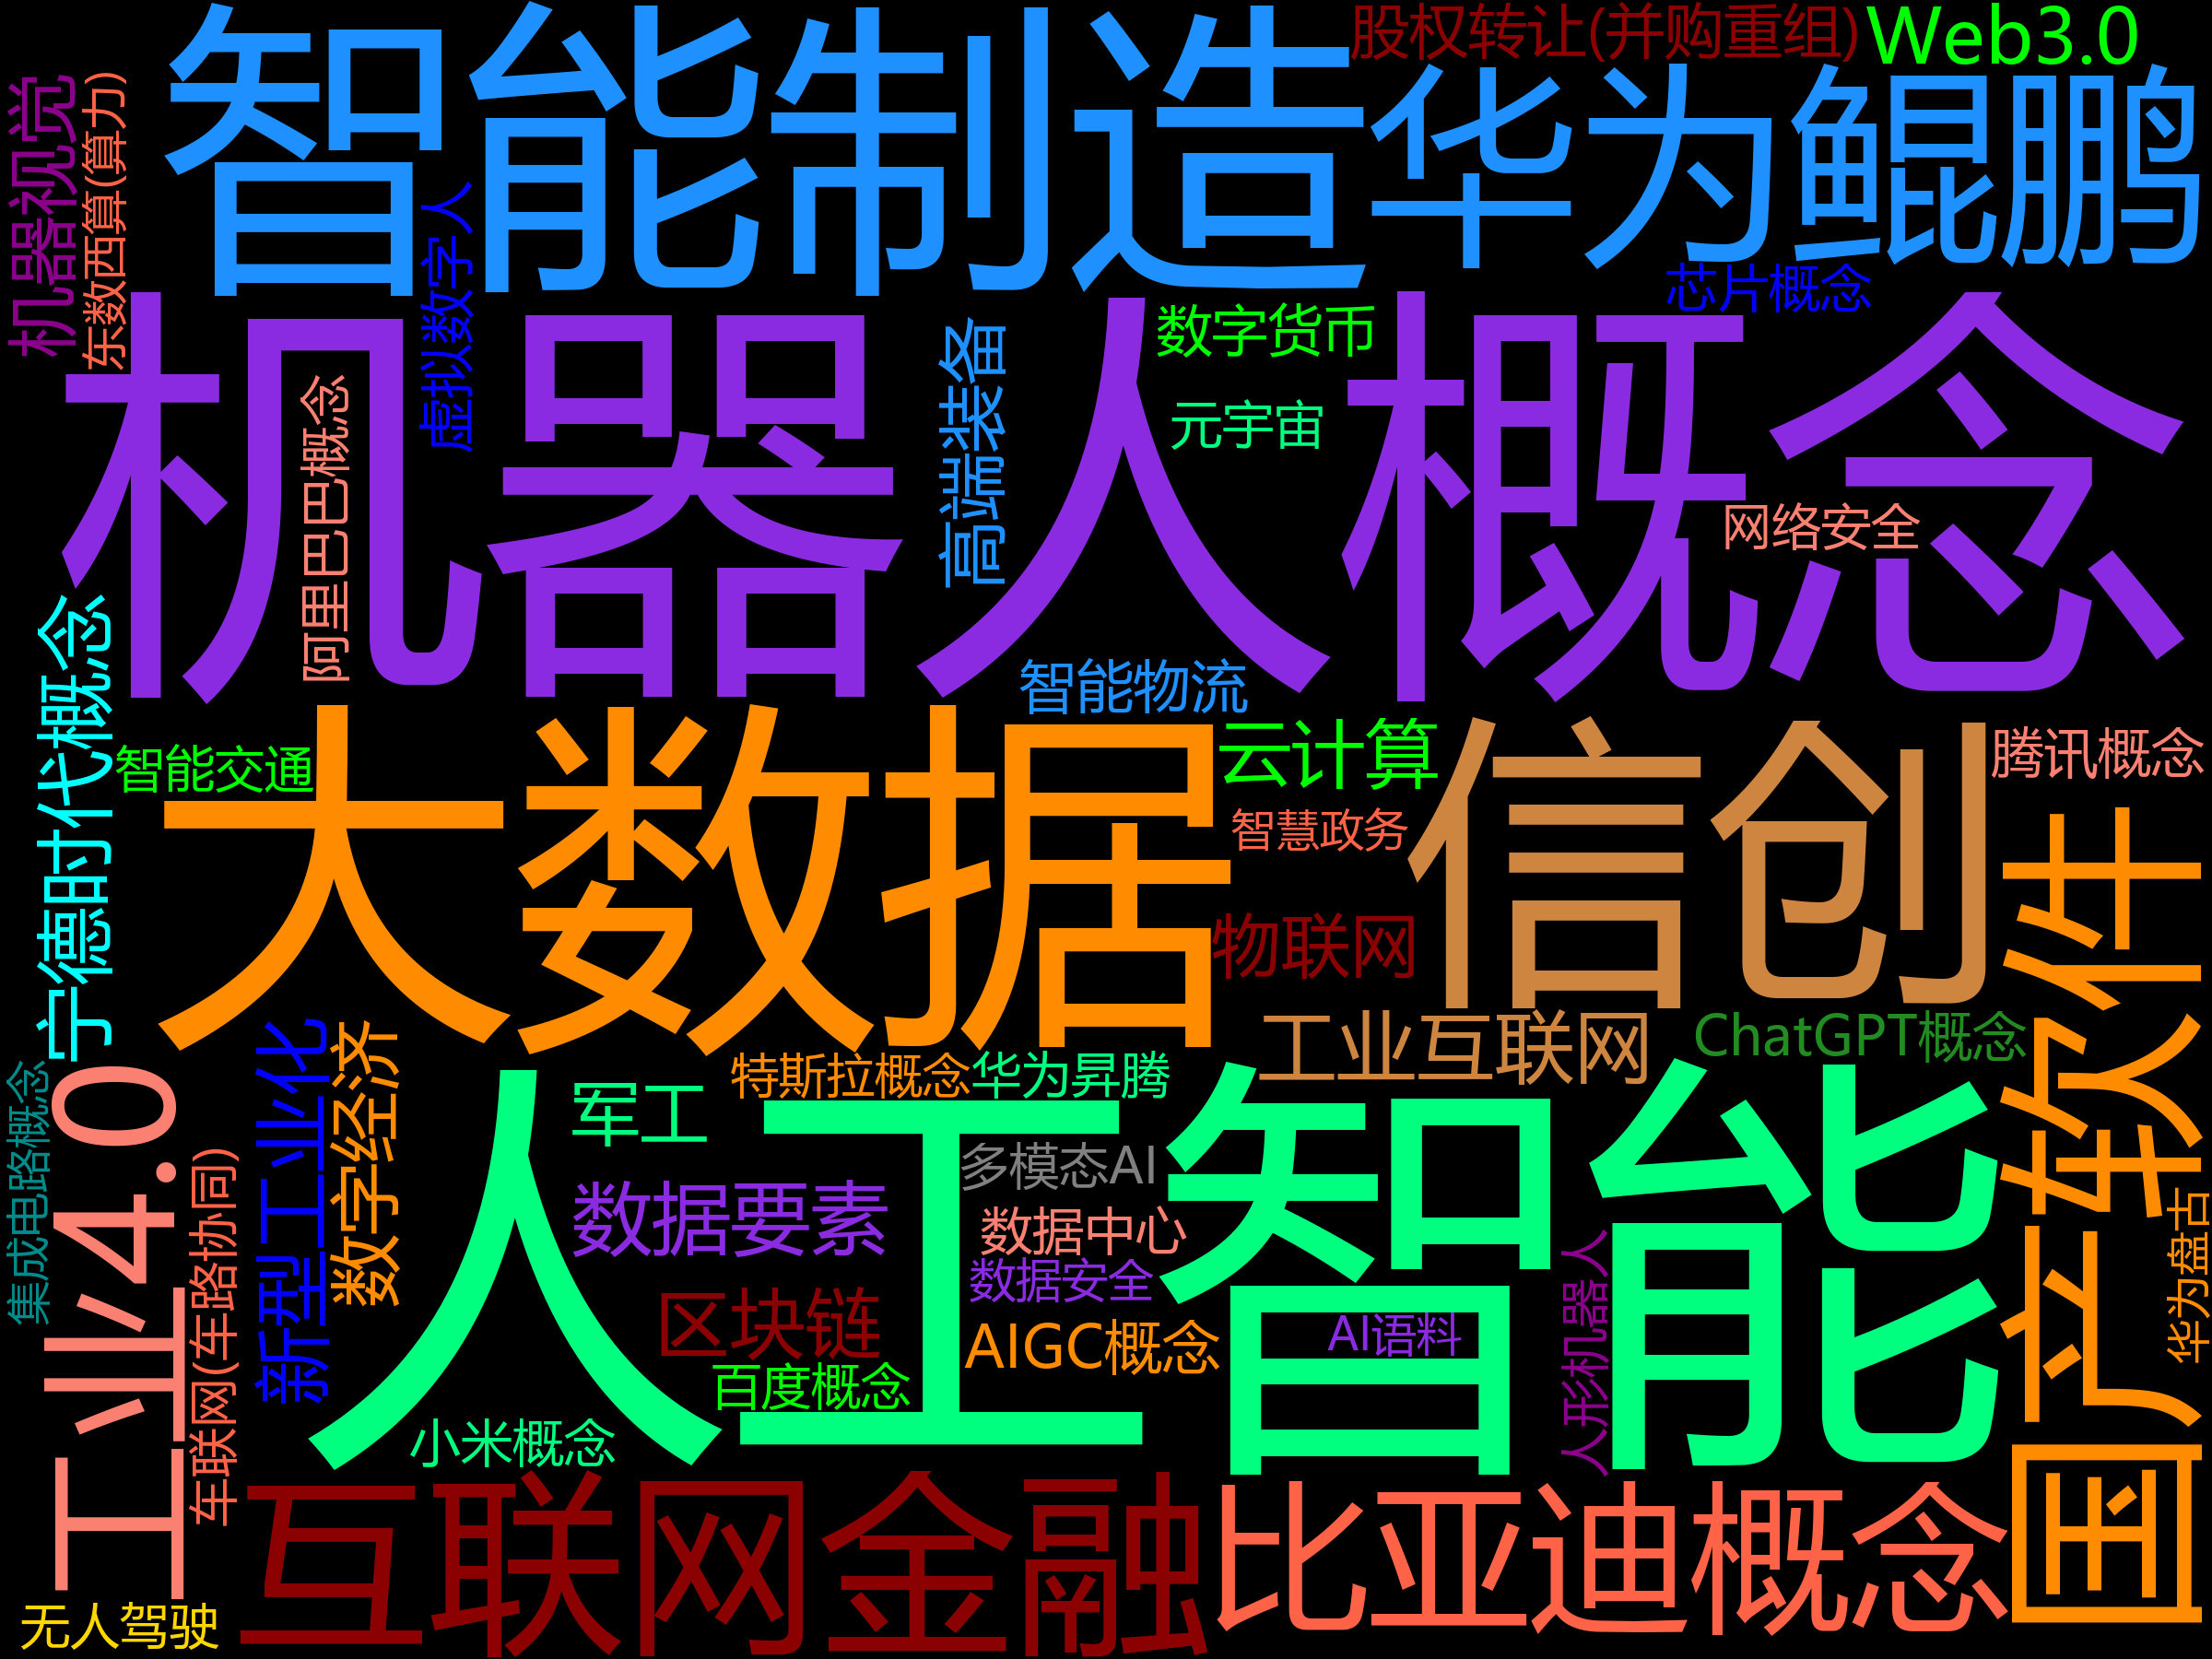 股权转让(并购重组)
Web3.0
智能制造
华为鲲鹏
机器视觉
东数西算(算力)
虚拟数字人
芯片概念
机器人概念
数字货币
高端装备
元宇宙
阿里巴巴概念
网络安全
宁德时代概念
智能物流
大数据
云计算
信创
腾讯概念
智能交通
智慧政务
国产软件
物联网
工业互联网
ChatGPT概念
新型工业化
数字经济
特斯拉概念
华为昇腾
集成电路概念
工业4.0
人工智能
军工
多模态AI
车联网(车路协同)
数据要素
数据中心
华为盘古
人形机器人
数据安全
区块链
AIGC概念
AI语料
百度概念
小米概念
互联网金融
比亚迪概念
无人驾驶